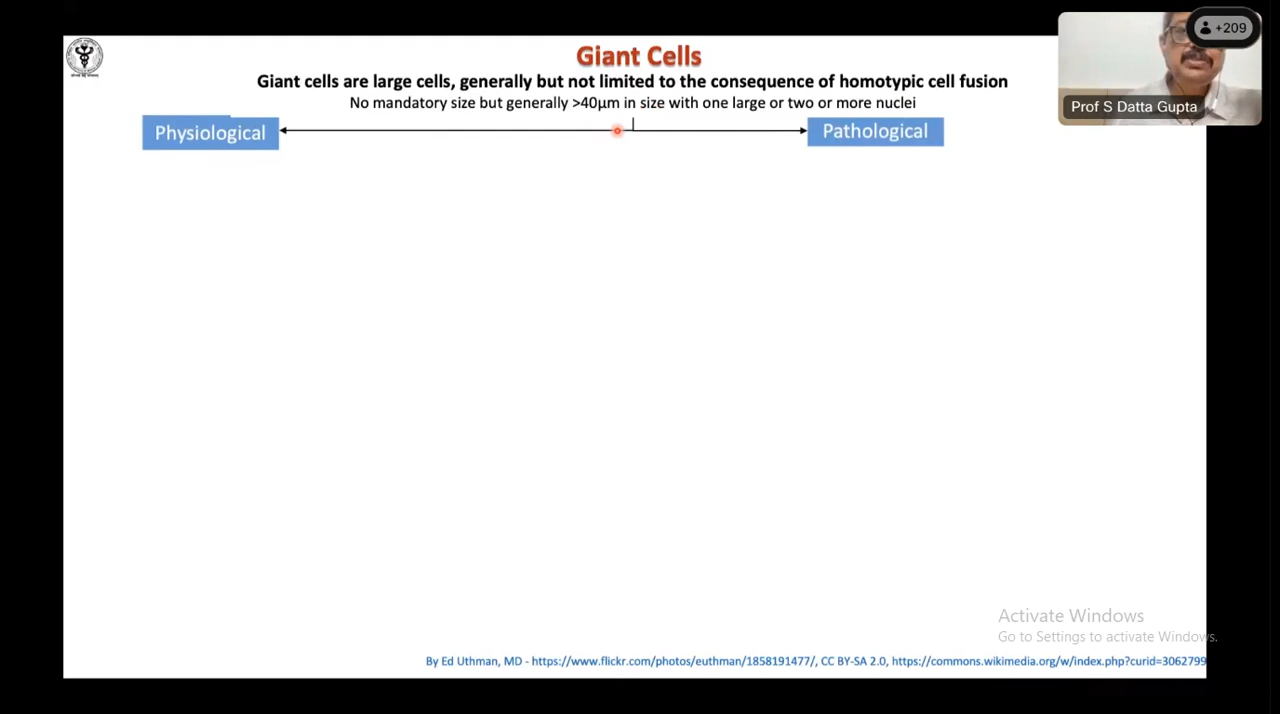 Giant Cells
Giant cells are large cells, generally but not limited to the consequence of homotypic cell fusion
No mandatory size but generally >40µm in size with one large or two or more nuclei
Physiological
Pathological
+209
Prof S Datta Gupta
Activate Windows
Go to Settings to activate Windows.
By Ed Uthman, MD - https://www.flickr.com/photos/euthman/1858191477/, CC BY-SA 2.0, https://commons.wikimedia.org/w/index.php?curid=3062799